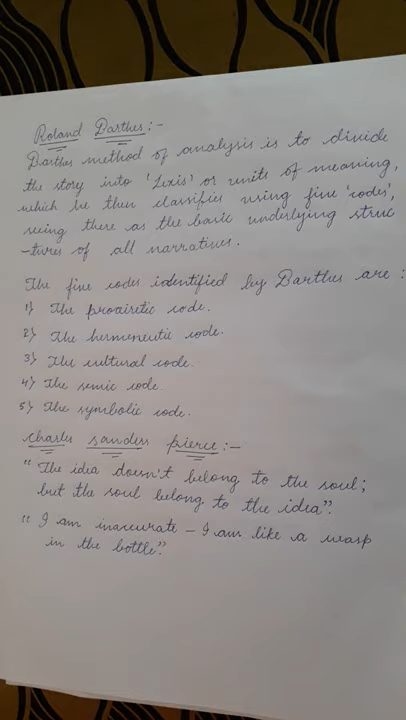 Roland Barthes:-
Barthes method of analysis is to divide
the story into 'Lexis' or units of meaning,
which he then classifies using five 'codes',
seeing there as the basic underlying struc
-tures of all narratives.
The five codes identified by Barthes are :
1} The proairetic code.
2} The hermeneutic code.
3} The cultural code.
4} The semic code.
5} The symbolic code.
Charles sanders pierce:-
"The idea doesn't belong to the soul;
but the soul belong to the idea".
"I am inaccurate - I am like a wasp
in the bottle".